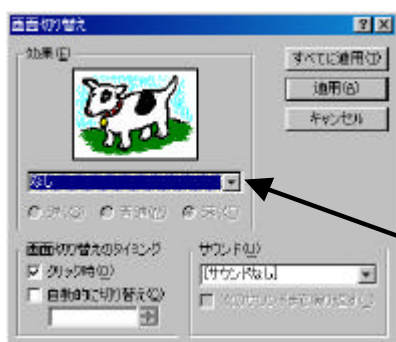 画面切り替え
効果(E)
すべてに適用(T)
適用(A)
キャンセル
なし
画面切り替えのタイミング
クリック時(O)
自動的に切り替え(C)
サウンド(U)
[サウンドなし]